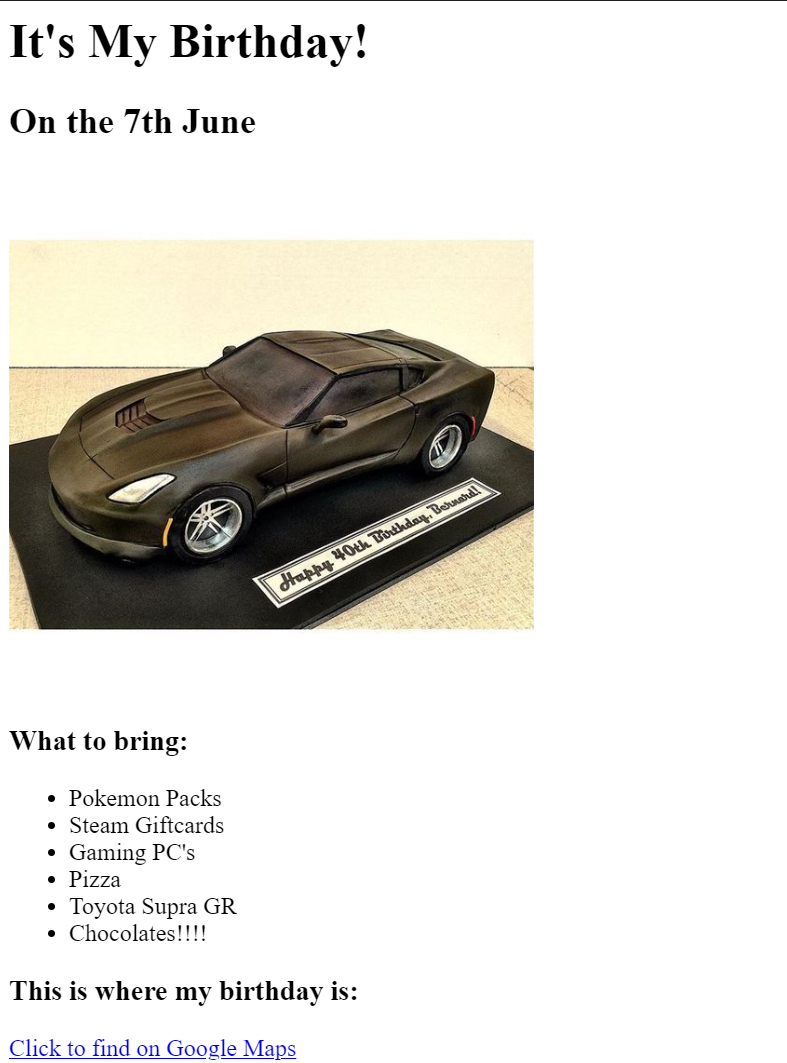 It's My Birthday!
On the 7th June
Happy 40th Birthday, Bernard!
What to bring:
Pokemon Packs
Steam Giftcards
Gaming PC's
Pizza
Toyota Supra GR
Chocolates!!!!
This is where my birthday is:
Click to find on Google Maps